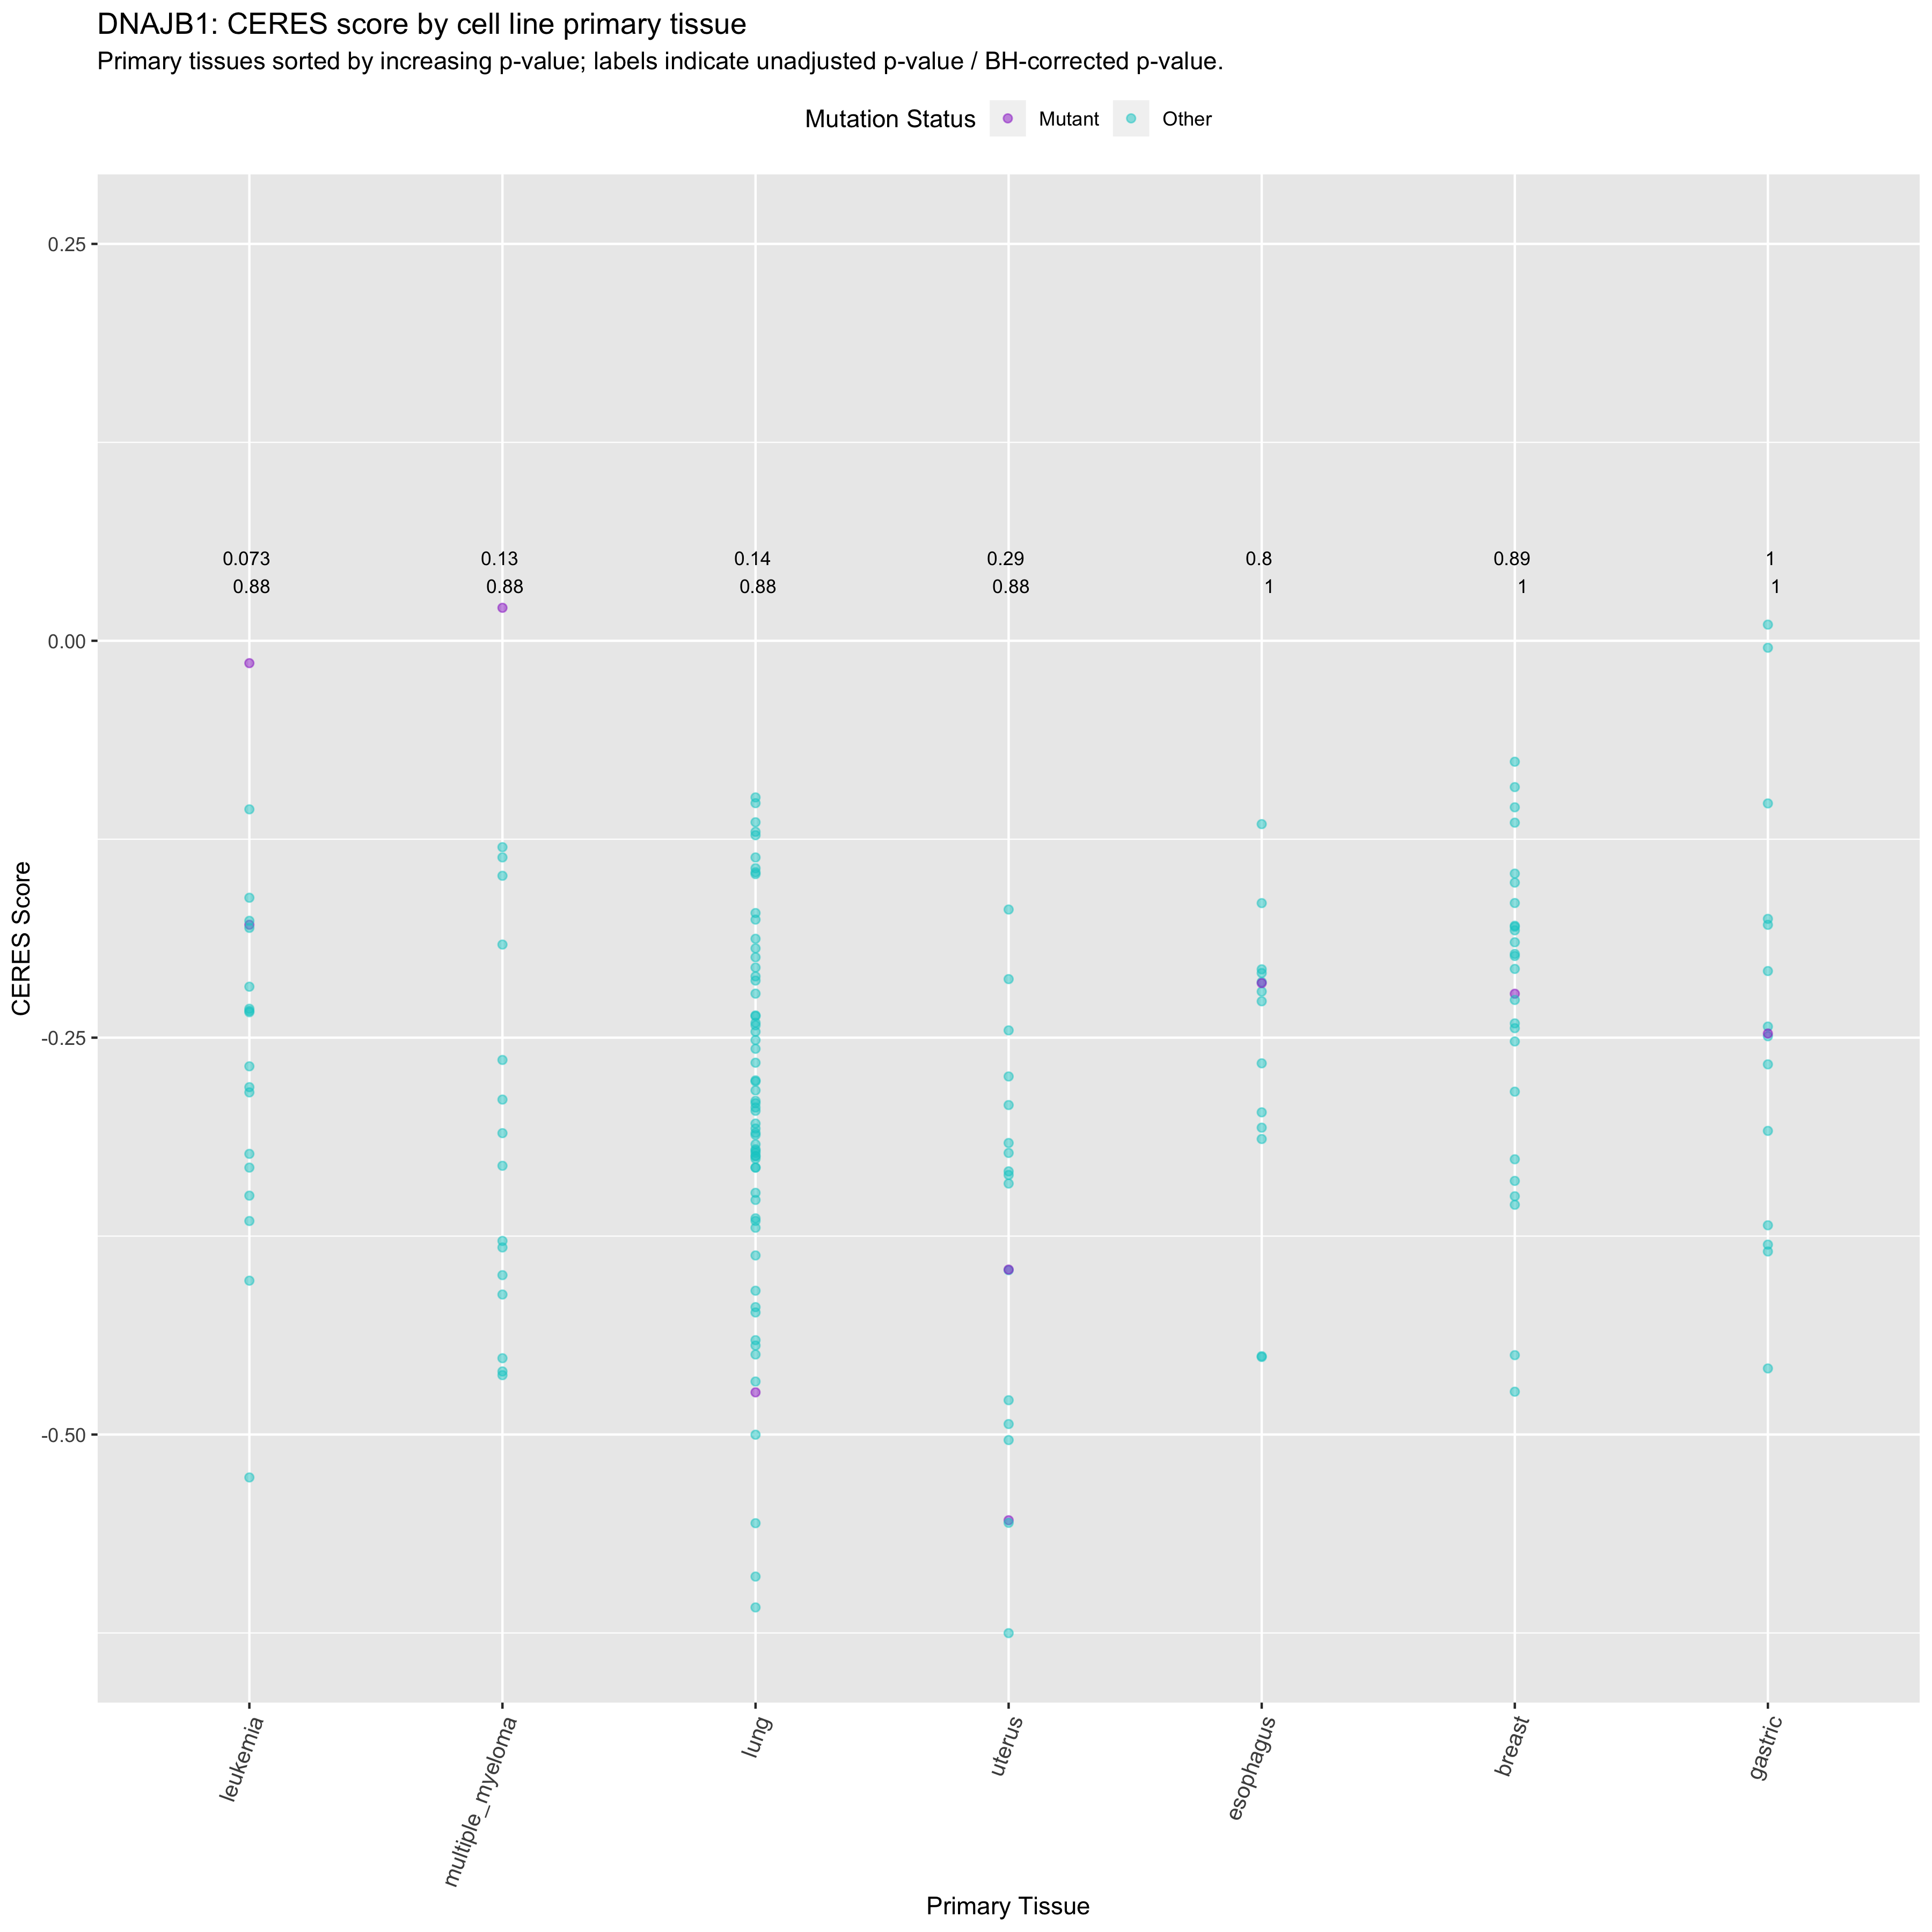 DNAJB1: CERES score by cell line primary tissue
Primary tissues sorted by increasing p-value; labels indicate unadjusted p-value / BH-corrected p-value.
Mutation Status Mutant Other
0.25
0.073 0.13 0.14 0.29 0.8 0.89 1
0.88 0.88 0.88 0.88 1 1 1
0.00
CERES Score
-0.25
-0.50
leukemia multiple_myeloma lung uterus esophagus breast gastric
Primary Tissue